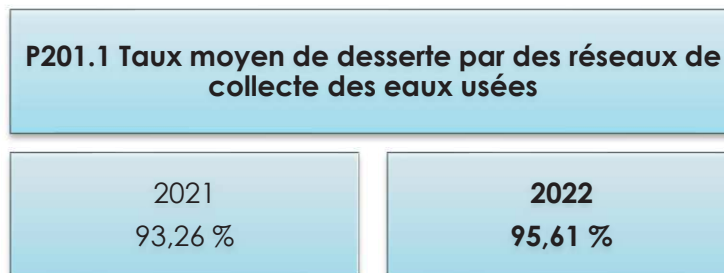 P201.1 Taux moyen de desserte par des réseaux de
collecte des eaux usées
2021
93,26 %
2022
95,61 %